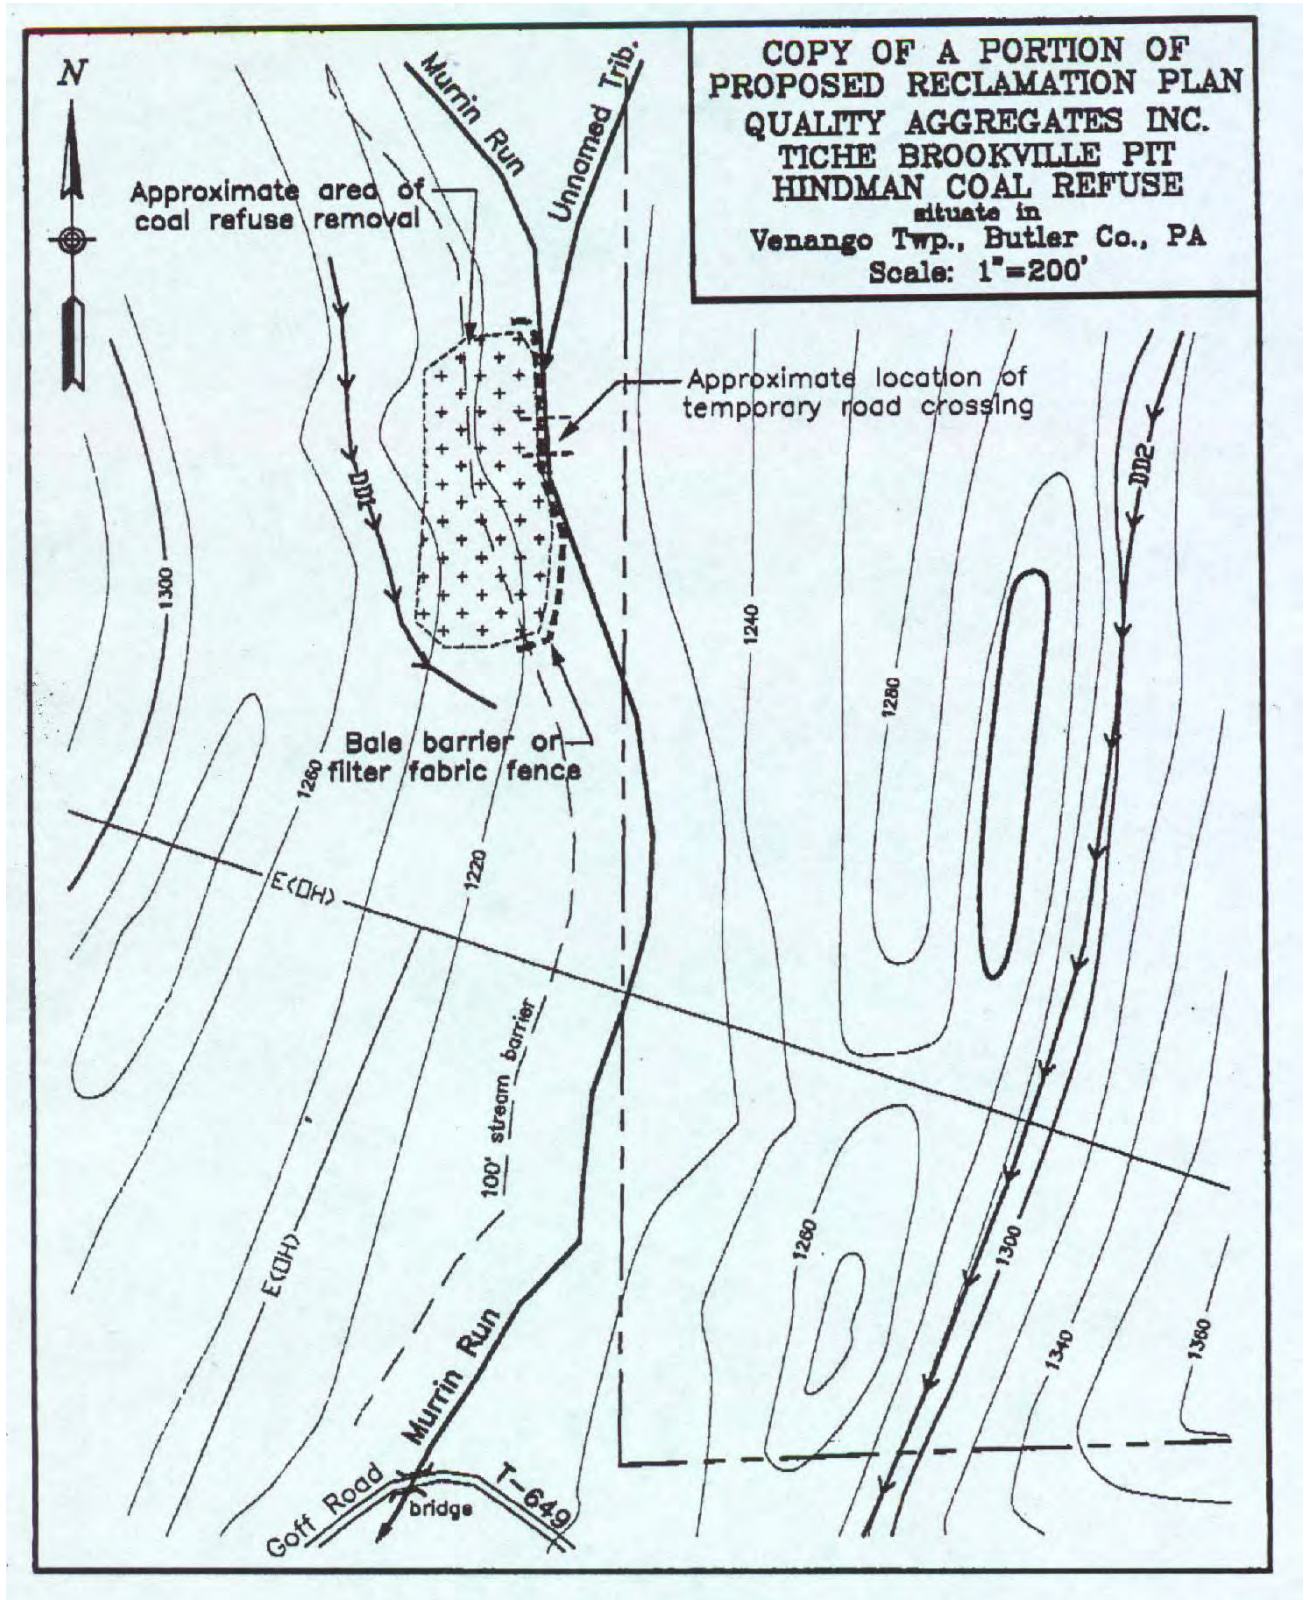 COPY OF A PORTION OF
PROPOSED RECLAMATION PLAN
QUALITY AGGREGATES INC.
TICHE BROOKVILLE PIT
HINDMAN COAL REFUSE
situate in
Venango Twp., Butler Co., PA
Scale: 1"=200'
N
Murrin Run
Unnamed Trib.
Approximate area of
coal refuse removal
Approximate location of
temporary road crossing
DD1
DD2
1300
1240
1280
Bale barrier or
filter fabric fence
1260
1220
E(OH)
100' stream barrier
E(OH)
1260
1300
1340
1360
Murrin Run
Goff Road
T-649
bridge